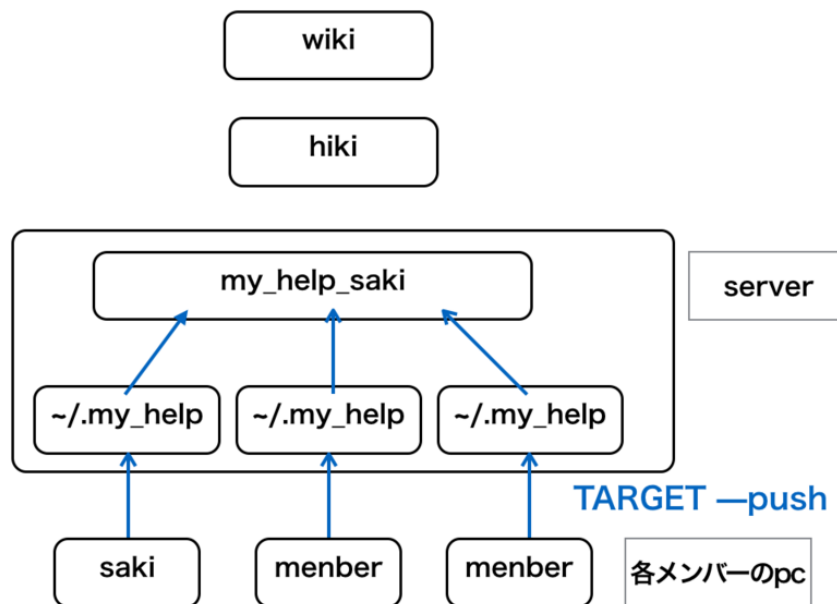 wiki
hiki
my_help_saki
server
~/.my_help
~/.my_help
~/.my_help
TARGET —push
saki
menber
menber
各メンバーのpc